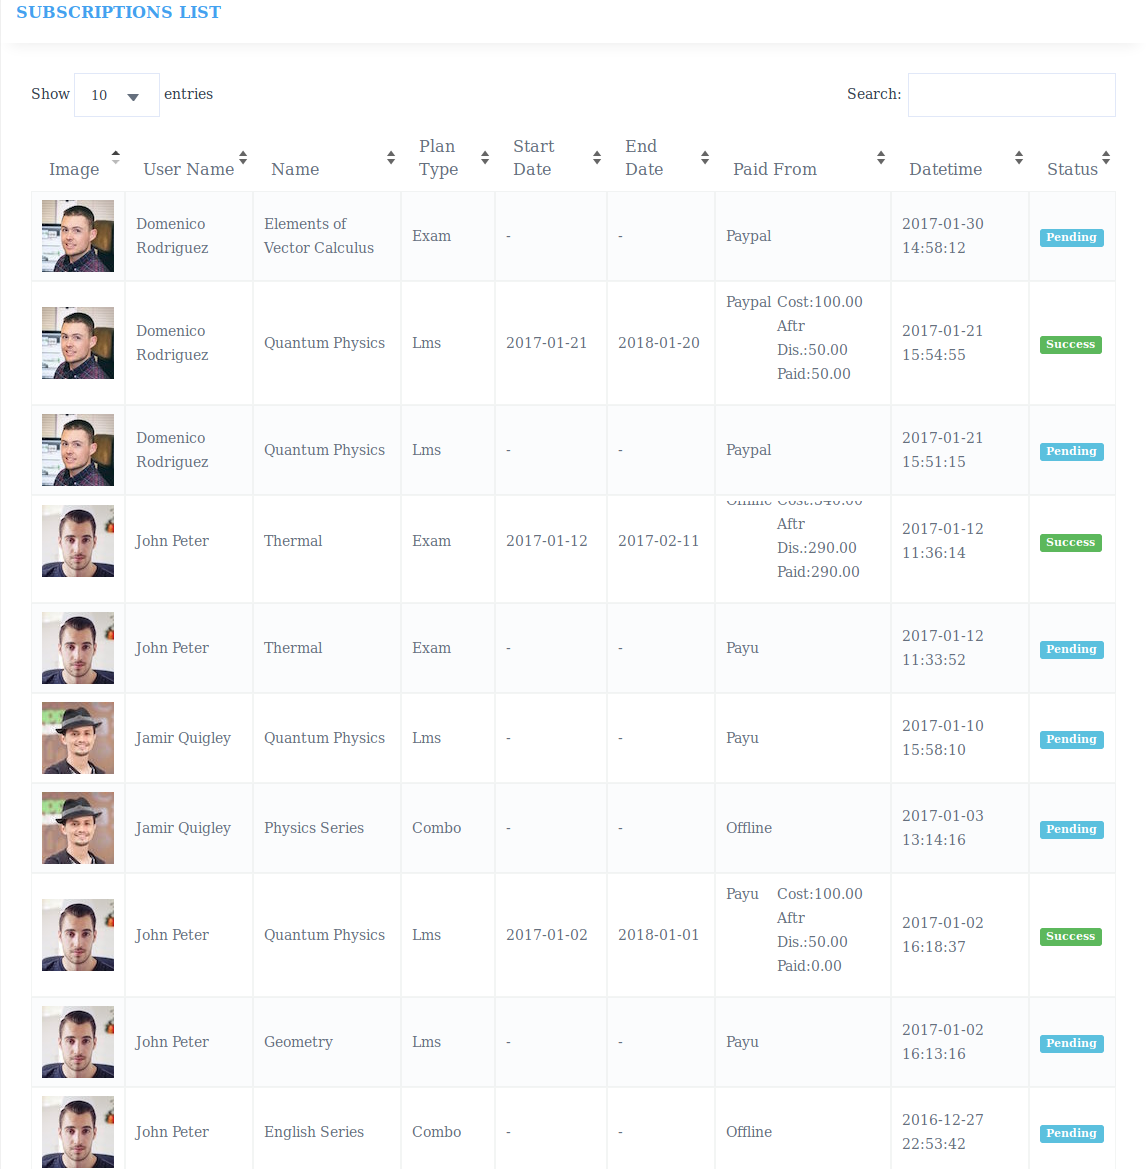 SUBSCRIPTIONS LIST
Show 10 entries Search:
Image User Name Name Plan Type Start Date End Date Paid From Datetime Status
Domenico Rodriguez Elements of Vector Calculus Exam - - Paypal 2017-01-30 14:58:12 Pending
Domenico Rodriguez Quantum Physics Lms 2017-01-21 2018-01-20 Paypal Cost:100.00 Aftr Dis.:50.00 Paid:50.00 2017-01-21 15:54:55 Success
Domenico Rodriguez Quantum Physics Lms - - Paypal 2017-01-21 15:51:15 Pending
John Peter Thermal Exam 2017-01-12 2017-02-11 Offline Aftr Dis.:290.00 Paid:290.00 2017-01-12 11:36:14 Success
John Peter Thermal Exam - - Payu 2017-01-12 11:33:52 Pending
Jamir Quigley Quantum Physics Lms - - Payu 2017-01-10 15:58:10 Pending
Jamir Quigley Physics Series Combo - - Offline 2017-01-03 13:14:16 Pending
John Peter Quantum Physics Lms 2017-01-02 2018-01-01 Payu Cost:100.00 Aftr Dis.:50.00 Paid:0.00 2017-01-02 16:18:37 Success
John Peter Geometry Lms - - Payu 2017-01-02 16:13:16 Pending
John Peter English Series Combo - - Offline 2016-12-27 22:53:42 Pending